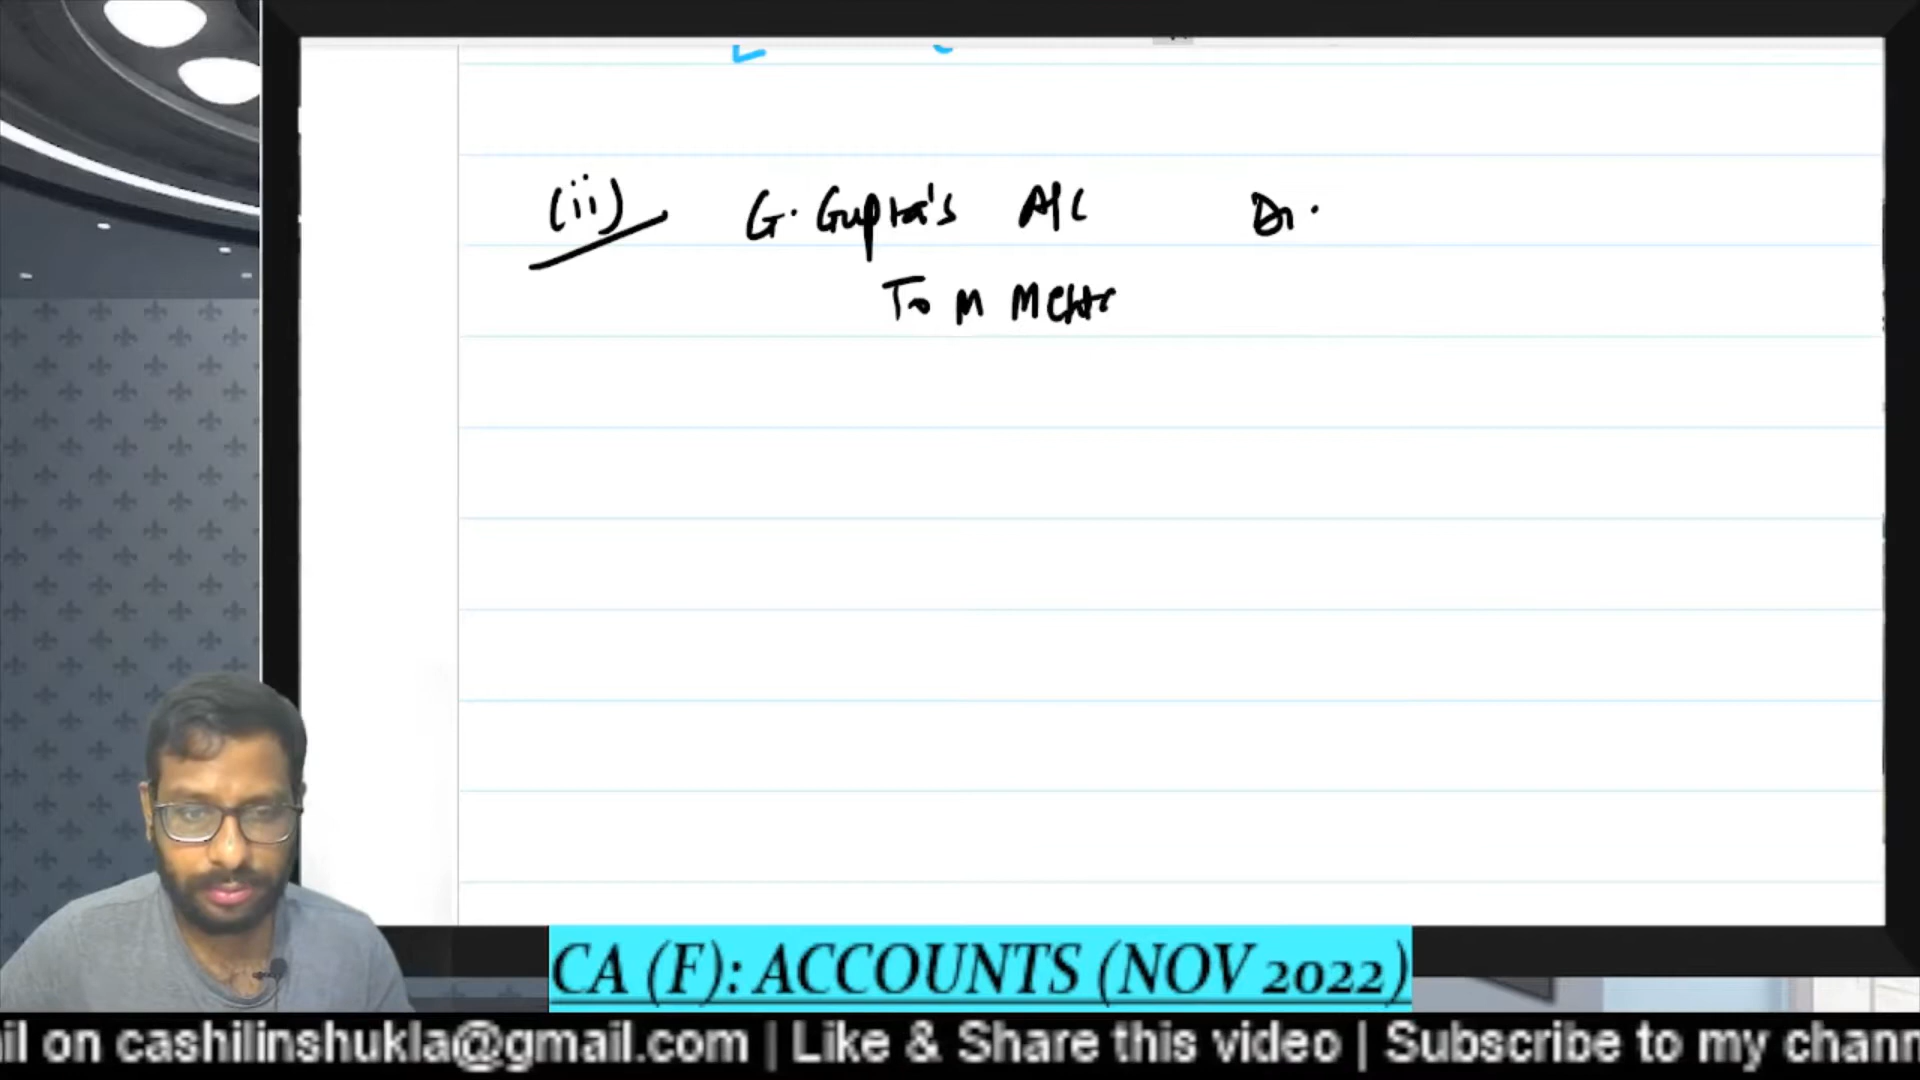 (ii) G. Gupta's A/c Dr.
To M Mehta
CA (F): ACCOUNTS (NOV 2022)
il on cashilinshukla@gmail.com | Like & Share this video | Subscribe to my chann